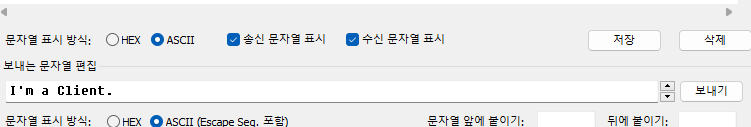 문자열 표시 방식: HEX ASCII 송신 문자열 표시 수신 문자열 표시 저장 삭제
보내는 문자열 편집
I'm a Client. 보내기
문자열 표시 방식: HEX ASCII (Escape Seq. 포함) 문자열 앞에 붙이기: 뒤에 붙이기: